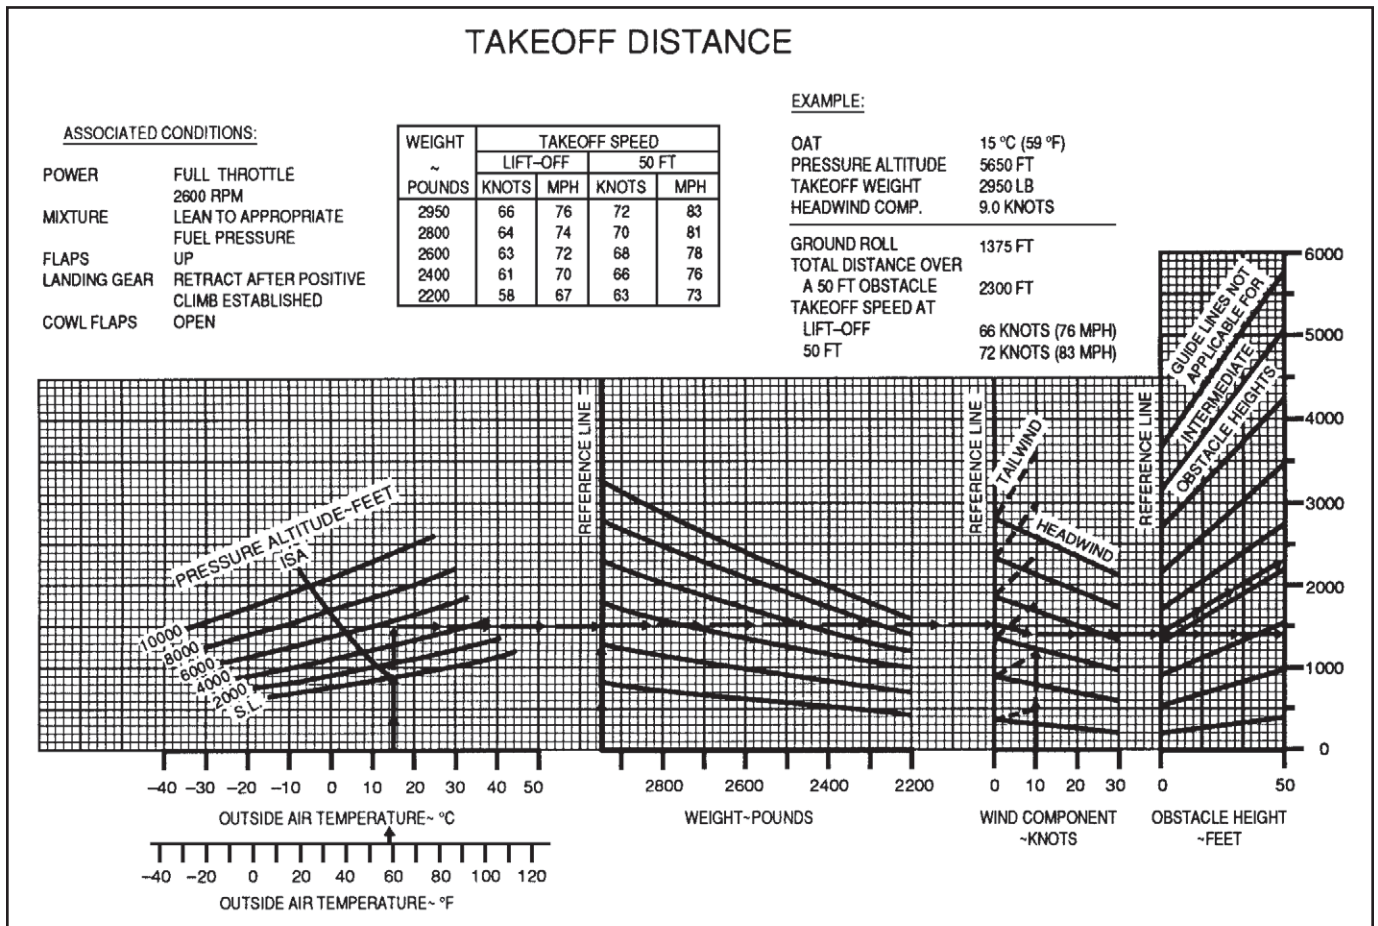 TAKEOFF DISTANCE
ASSOCIATED CONDITIONS:
POWER FULL THROTTLE
2600 RPM
MIXTURE LEAN TO APPROPRIATE
FUEL PRESSURE
FLAPS UP
LANDING GEAR RETRACT AFTER POSITIVE
CLIMB ESTABLISHED
COWL FLAPS OPEN
WEIGHT TAKEOFF SPEED
~ LIFT–OFF 50 FT
POUNDS KNOTS MPH KNOTS MPH
2950 66 76 72 83
2800 64 74 70 81
2600 63 72 68 78
2400 61 70 66 76
2200 58 67 63 73
EXAMPLE:
OAT 15 ºC (59 ºF)
PRESSURE ALTITUDE 5650 FT
TAKEOFF WEIGHT 2950 LB
HEADWIND COMP. 9.0 KNOTS
GROUND ROLL 1375 FT
TOTAL DISTANCE OVER
A 50 FT OBSTACLE 2300 FT
TAKEOFF SPEED AT
LIFT–OFF 66 KNOTS (76 MPH)
50 FT 72 KNOTS (83 MPH)
PRESSURE ALTITUDE~FEET
ISA
10000
8000
6000
4000
2000
S.L.
REFERENCE LINE
REFERENCE LINE
TAILWIND
HEADWIND
REFERENCE LINE
GUIDE LINES NOT
APPLICABLE FOR
INTERMEDIATE
OBSTACLE HEIGHTS
6000
5000
4000
3000
2000
1000
0
–40 –30 –20 –10 0 10 20 30 40 50
OUTSIDE AIR TEMPERATURE~ ºC
–40 –20 0 20 40 60 80 100 120
OUTSIDE AIR TEMPERATURE~ ºF
2800 2600 2400 2200
WEIGHT~POUNDS
0 10 20 30
WIND COMPONENT
~KNOTS
0 50
OBSTACLE HEIGHT
~FEET